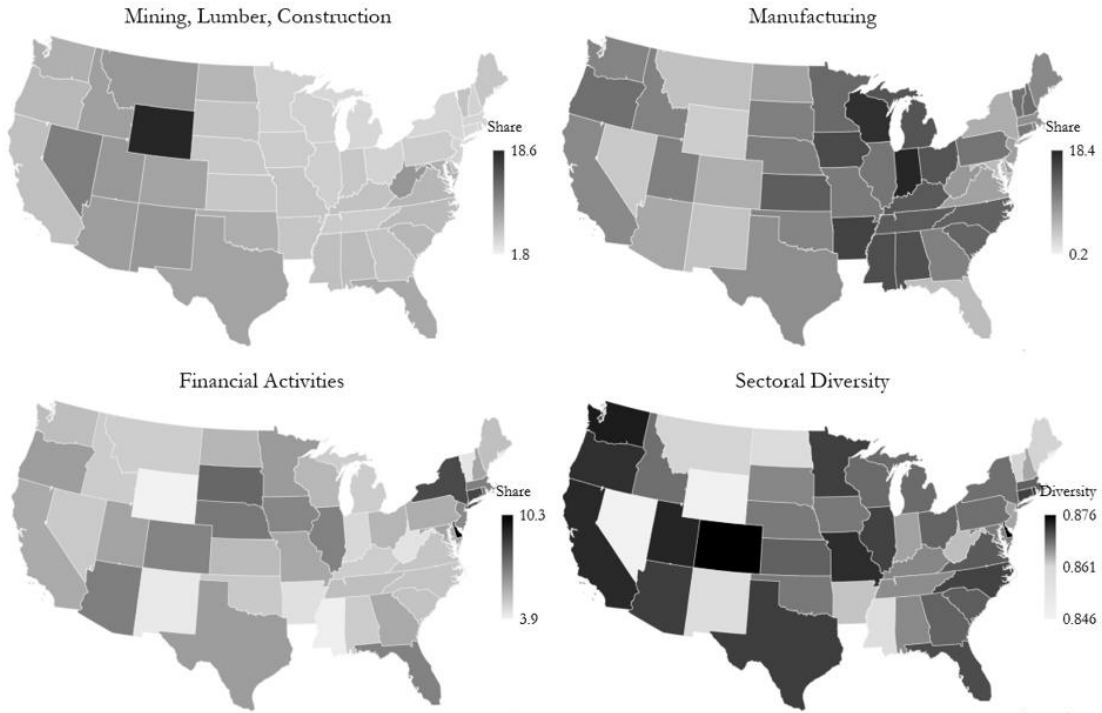 Mining, Lumber, Construction
Share
18.6
1.8
Manufacturing
Share
18.4
0.2
Financial Activities
Share
10.3
3.9
Sectoral Diversity
Diversity
0.876
0.861
0.846